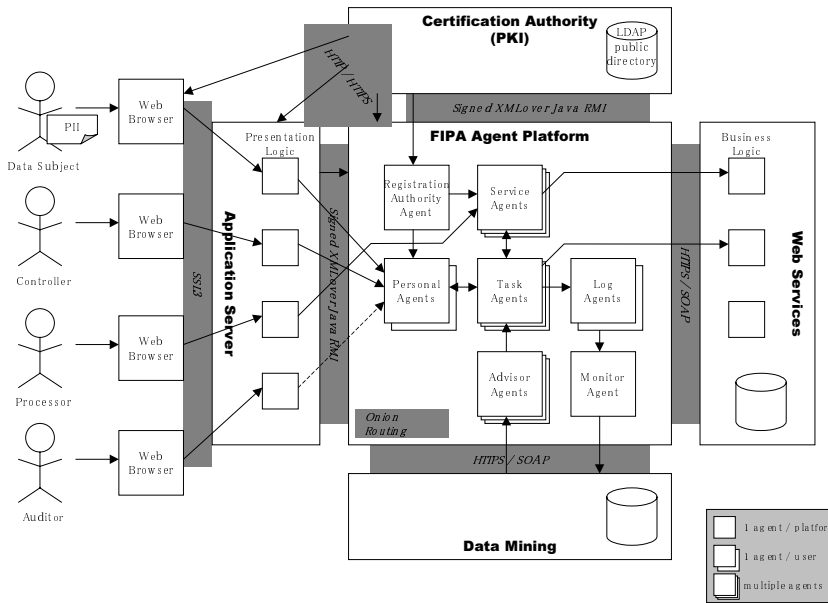 Certification Authority
(PKI)
LDAP
public
directory
HTTP / HTTPS
Signed XML over Java RMI
PII
Data Subject
Web
Browser
Presentation
Logic
FIPA Agent Platform
Registration
Authority
Agent
Service
Agents
Business
Logic
Controller
Web
Browser
SSL3
Application Server
Signed XML over Java RMI
Personal
Agents
Task
Agents
Log
Agents
HTTPS / SOAP
Web Services
Processor
Web
Browser
Advisor
Agents
Monitor
Agent
Onion
Routing
Auditor
Web
Browser
HTTPS / SOAP
Data Mining
1 agent / platfor
1 agent / user
multiple agents